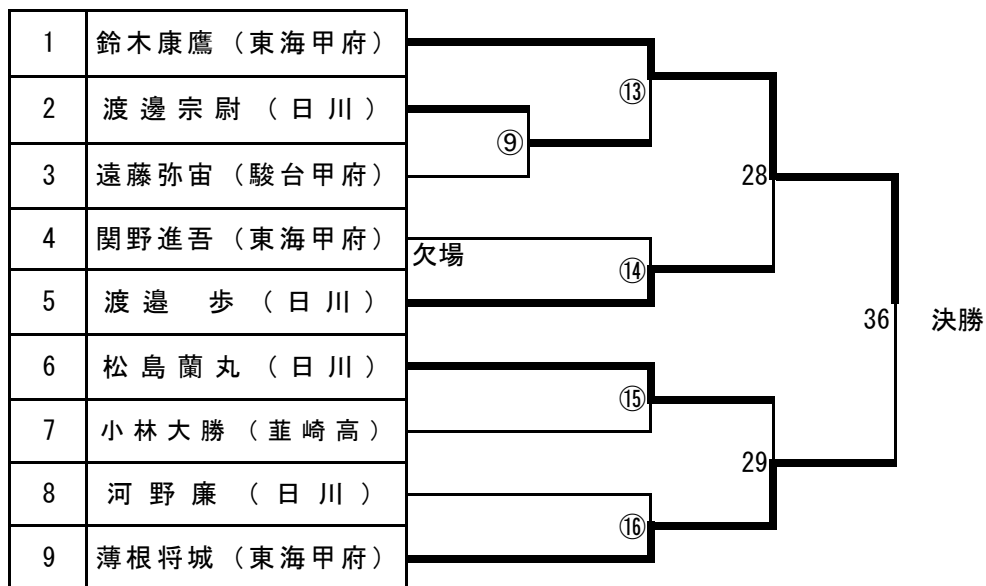 1 鈴木康鷹（東海甲府）
2 渡邊宗尉（日川）
3 遠藤弥宙（駿台甲府）
4 関野進吾（東海甲府）
5 渡邉 歩（日川）
6 松島蘭丸（日川）
7 小林大勝（韮崎高）
8 河野廉（日川）
9 薄根将城（東海甲府）
⑬
⑨
28
欠場
⑭
36 決勝
⑮
29
⑯